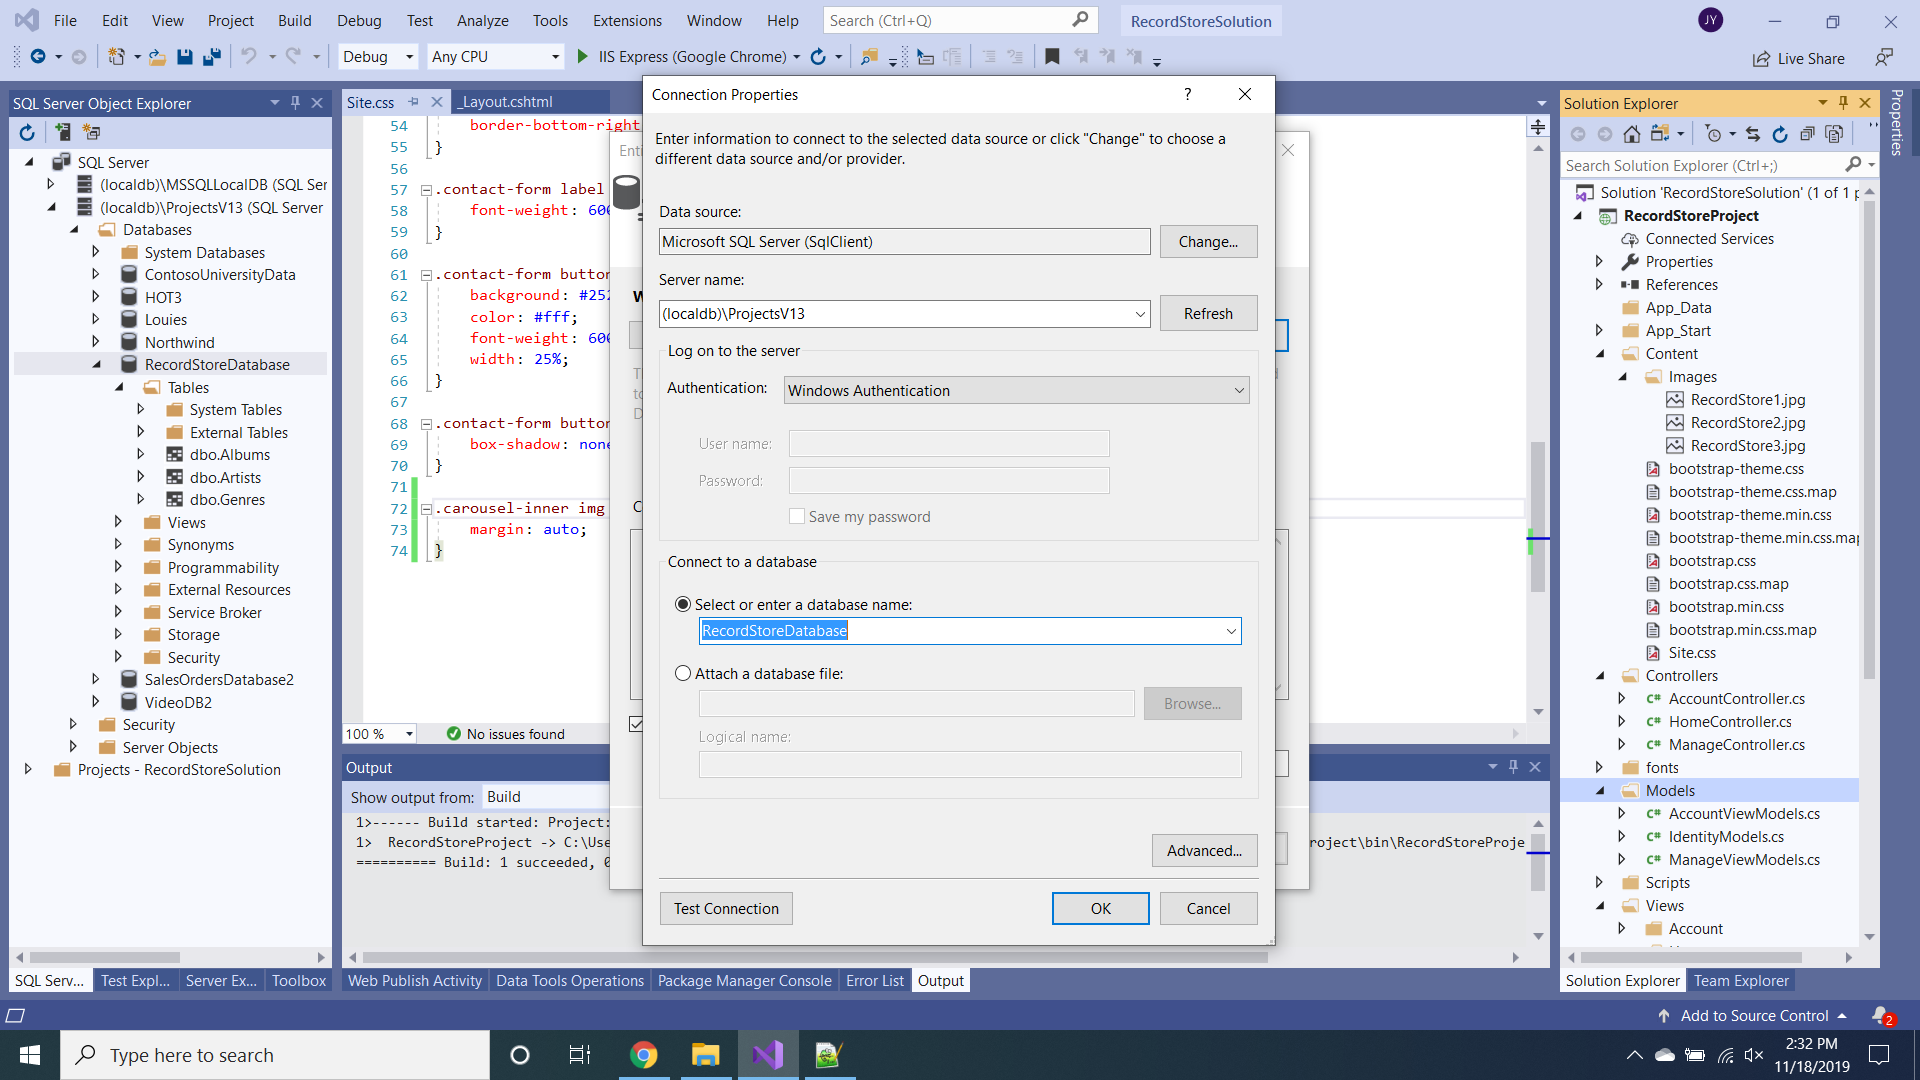 File Edit View Project Build Debug Test Analyze Tools Extensions Window Help Search (Ctrl+Q) RecordStoreSolution JY
Debug Any CPU IIS Express (Google Chrome) Live Share
SQL Server Object Explorer
SQL Server
(localdb)\MSSQLLocalDB (SQL Ser
(localdb)\ProjectsV13 (SQL Server
Databases
System Databases
ContosoUniversityData
HOT3
Louies
Northwind
RecordStoreDatabase
Tables
System Tables
External Tables
dbo.Albums
dbo.Artists
dbo.Genres
Views
Synonyms
Programmability
External Resources
Service Broker
Storage
Security
SalesOrdersDatabase2
VideoDB2
Security
Server Objects
Projects - RecordStoreSolution
SQL Serv... Test Expl... Server Ex... Toolbox
Site.css _Layout.cshtml
54 border-bottom-right
55 }
56
57 .contact-form label
58 font-weight: 600
59 }
60
61 .contact-form button
62 background: #252
63 color: #fff;
64 font-weight: 600
65 width: 25%;
66 }
67
68 .contact-form button
69 box-shadow: none
70 }
71
72 .carousel-inner img
73 margin: auto;
74 }
100 % No issues found
Output
Show output from: Build
1>------ Build started: Project:
1> RecordStoreProject -> C:\Use roject\bin\RecordStoreProje
========== Build: 1 succeeded, 0
Web Publish Activity Data Tools Operations Package Manager Console Error List Output
Enti
Connection Properties ?
Enter information to connect to the selected data source or click "Change" to choose a
different data source and/or provider.
Data source:
Microsoft SQL Server (SqlClient) Change...
Server name:
(localdb)\ProjectsV13 Refresh
Log on to the server
Authentication: Windows Authentication
User name:
Password:
Save my password
Connect to a database
Select or enter a database name:
RecordStoreDatabase
Attach a database file:
Browse...
Logical name:
Advanced...
Test Connection OK Cancel
Solution Explorer
Search Solution Explorer (Ctrl+;)
Solution 'RecordStoreSolution' (1 of 1 p
RecordStoreProject
Connected Services
Properties
References
App_Data
App_Start
Content
Images
RecordStore1.jpg
RecordStore2.jpg
RecordStore3.jpg
bootstrap-theme.css
bootstrap-theme.css.map
bootstrap-theme.min.css
bootstrap-theme.min.css.map
bootstrap.css
bootstrap.css.map
bootstrap.min.css
bootstrap.min.css.map
Site.css
Controllers
AccountController.cs
HomeController.cs
ManageController.cs
fonts
Models
AccountViewModels.cs
IdentityModels.cs
ManageViewModels.cs
Scripts
Views
Account
Solution Explorer Team Explorer
Properties
Add to Source Control 2
Type here to search
2:32 PM
11/18/2019